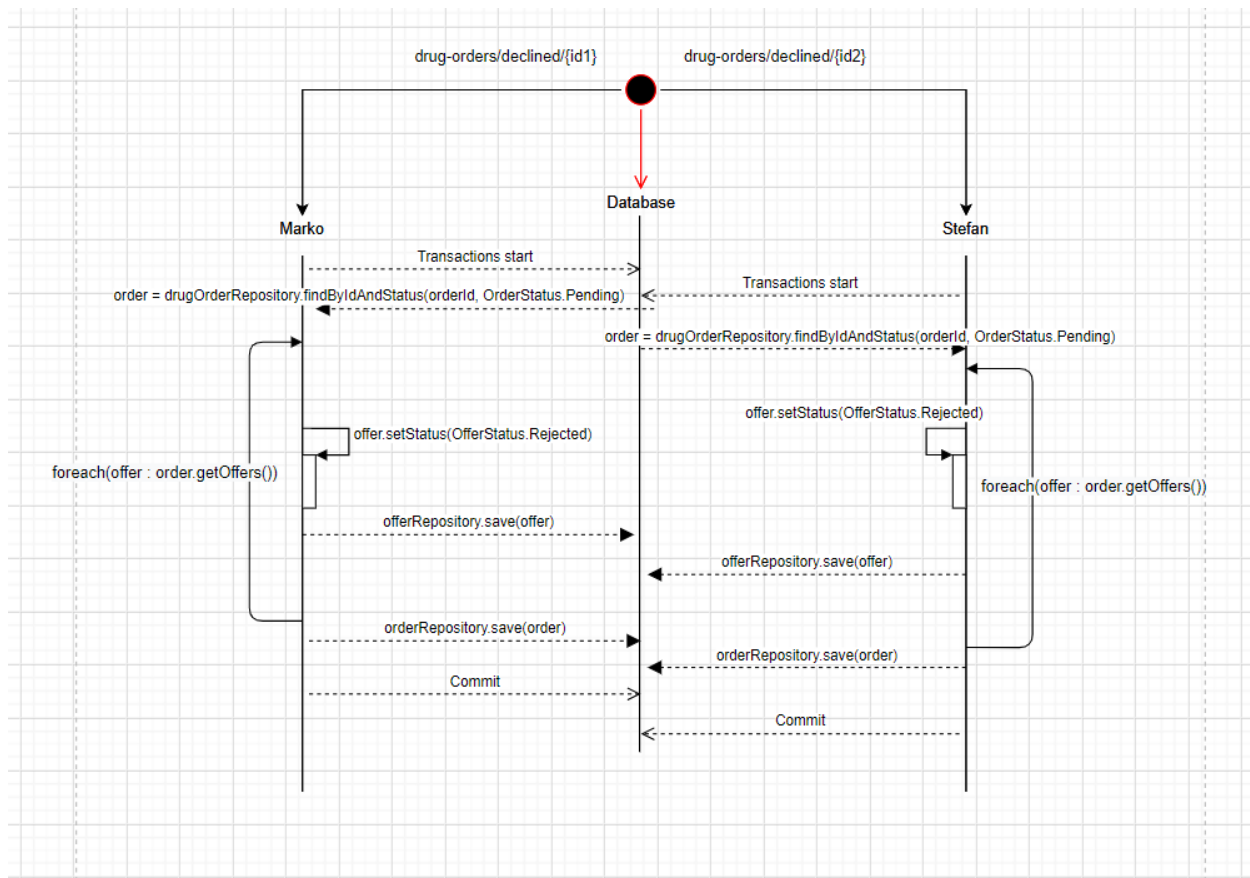 drug-orders/declined/{id1}
drug-orders/declined/{id2}
Database
Marko
Stefan
Transactions start
Transactions start
order = drugOrderRepository.findByIdAndStatus(orderId, OrderStatus.Pending)
order = drugOrderRepository.findByIdAndStatus(orderId, OrderStatus.Pending)
offer.setStatus(OfferStatus.Rejected)
offer.setStatus(OfferStatus.Rejected)
foreach(offer : order.getOffers())
foreach(offer : order.getOffers())
offerRepository.save(offer)
offerRepository.save(offer)
orderRepository.save(order)
orderRepository.save(order)
Commit
Commit